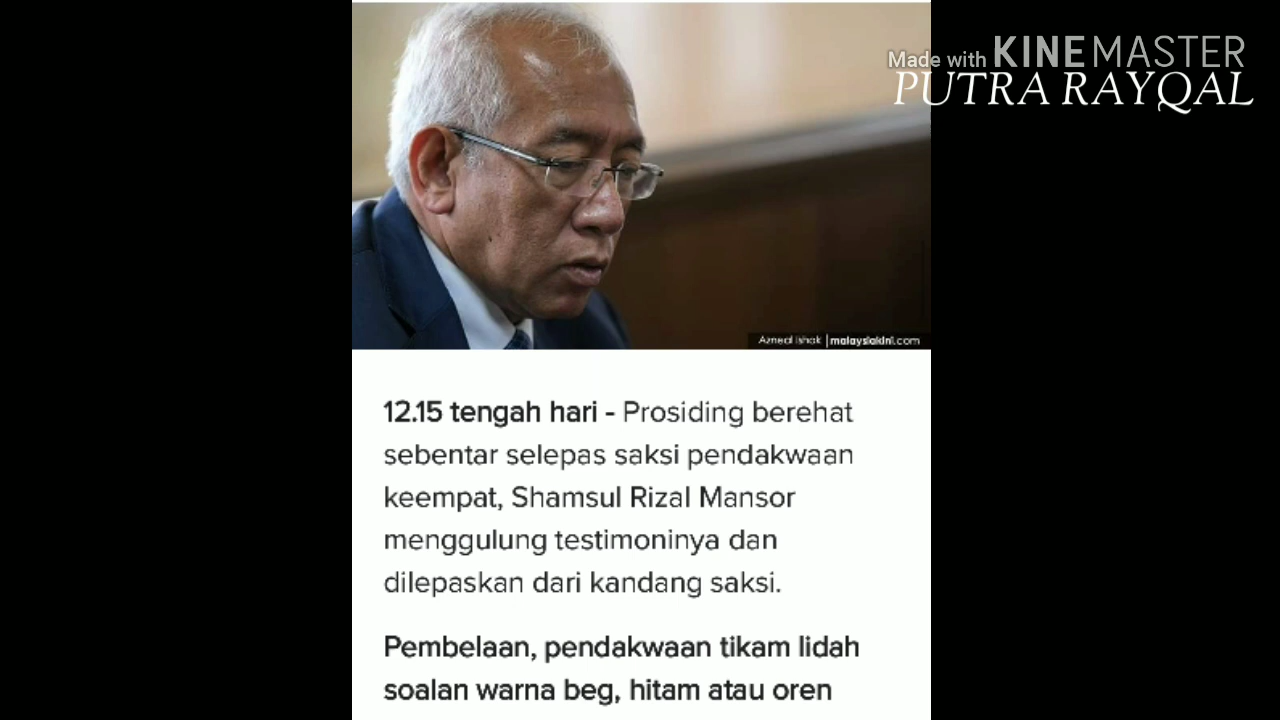 Made with KINEMASTER
PUTRA RAYQAL
Azneal Ishak | malaysiakini.com
12.15 tengah hari - Prosiding berehat
sebentar selepas saksi pendakwaan
keempat, Shamsul Rizal Mansor
menggulung testimoninya dan
dilepaskan dari kandang saksi.
Pembelaan, pendakwaan tikam lidah
soalan warna beg, hitam atau oren